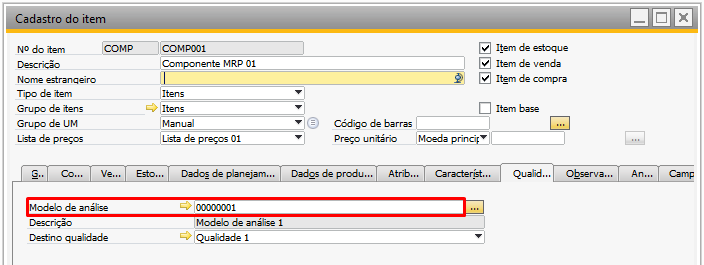 Cadastro do item
Nº do item COMP COMP001
Item de estoque
Descrição Componente MRP 01
Item de venda
Nome estrangeiro
Item de compra
Tipo de item Itens
Grupo de itens Itens
Item base
Grupo de UM Manual
Código de barras ...
Lista de preços Lista de preços 01
Preço unitário Moeda princip ...
G.. Co... Ve... Esto... Dados de planejam... Dados de produ... Atrib... Característ... Qualid... Observa... An... Camp
Modelo de análise 00000001 ...
Descrição Modelo de análise 1
Destino qualidade Qualidade 1